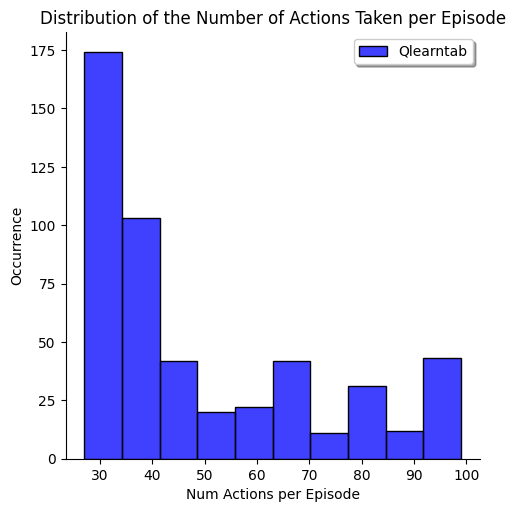 Distribution of the Number of Actions Taken per Episode
Qlearntab
Occurrence
175
150
125
100
75
50
25
0
30 40 50 60 70 80 90 100
Num Actions per Episode